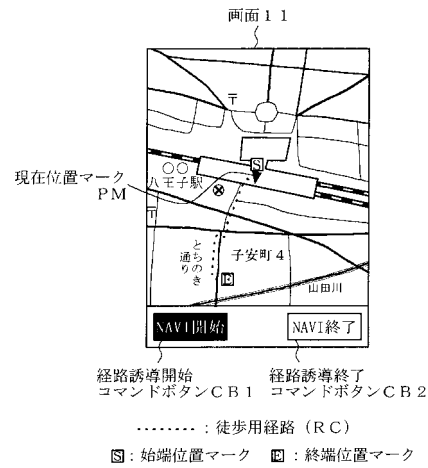 画面11
〒
S
現在位置マーク
PM
○○
八王子駅
〒
とちのき
通り
子安町4
E
山田川
NAVI開始
NAVI終了
経路誘導開始
コマンドボタンCB1
経路誘導終了
コマンドボタンCB2
‥‥‥‥:徒歩用経路(RC)
S:始端位置マーク E:終端位置マーク